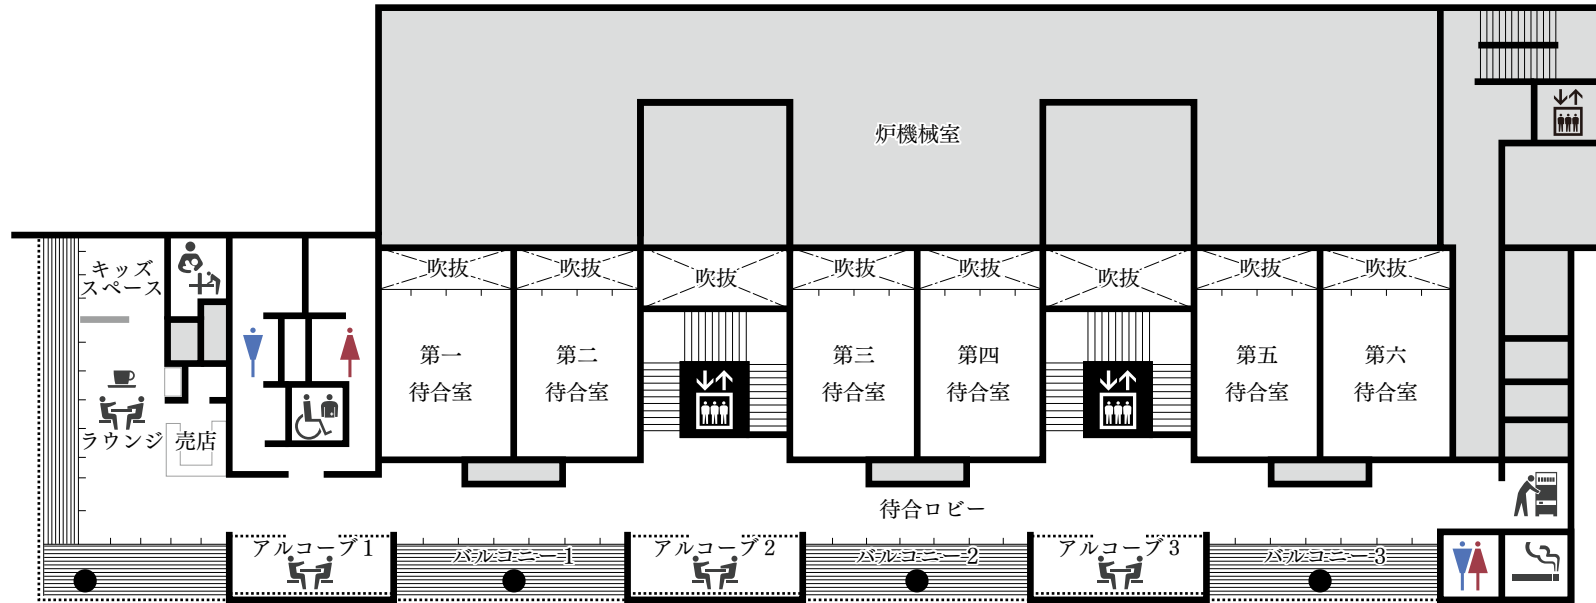 炉機械室
吹抜
吹抜
吹抜
吹抜
吹抜
吹抜
吹抜
吹抜
キッズ
スペース
第一
待合室
第二
待合室
第三
待合室
第四
待合室
第五
待合室
第六
待合室
ラウンジ
売店
待合ロビー
アルコーブ1
バルコニー1
アルコーブ2
バルコニー2
アルコーブ3
バルコニー3